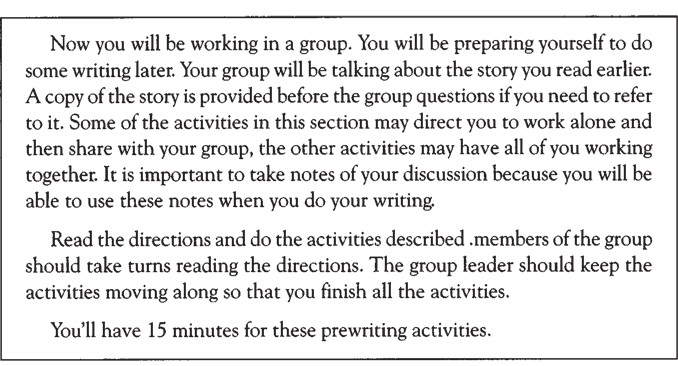 Now you will be working in a group. You will be preparing yourself to do
some writing later. Your group will be talking about the story you read earlier.
A copy of the story is provided before the group questions if you need to refer
to it. Some of the activities in this section may direct you to work alone and
then share with your group, the other activities may have all of you working
together. It is important to take notes of your discussion because you will be
able to use these notes when you do your writing.
Read the directions and do the activities described .members of the group
should take turns reading the directions. The group leader should keep the
activities moving along so that you finish all the activities.
You'll have 15 minutes for these prewriting activities.